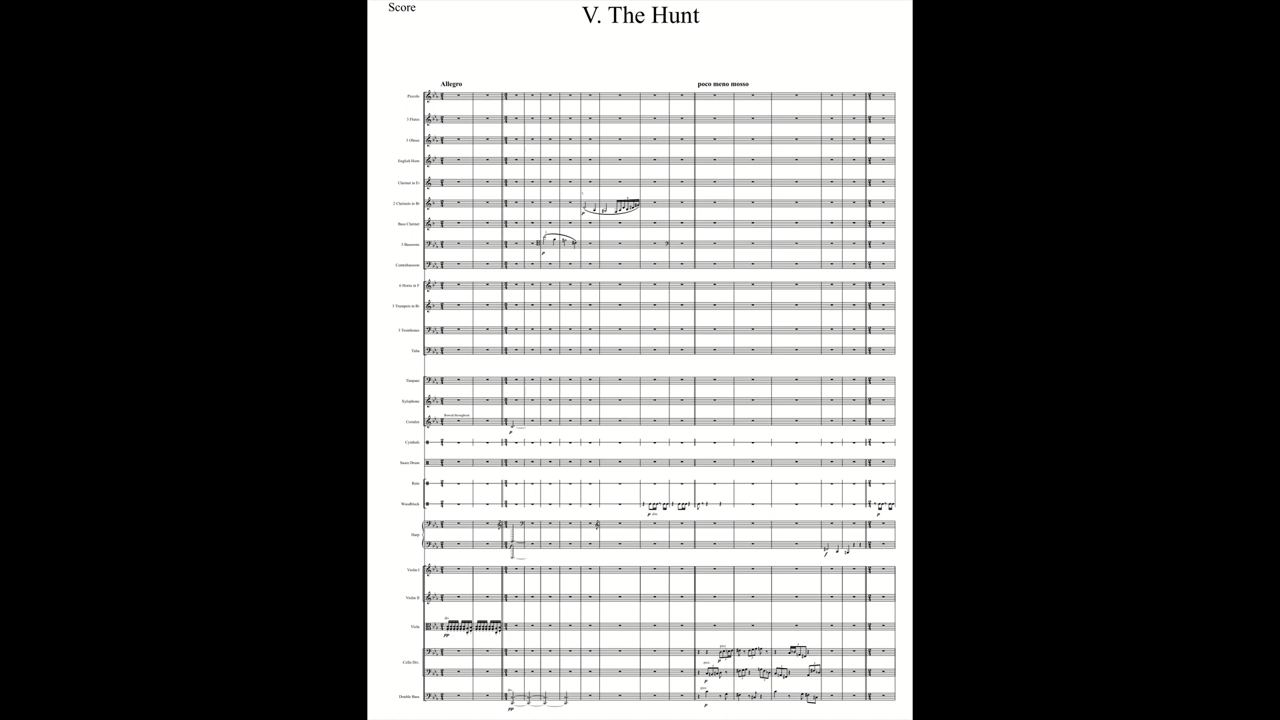 Score
V. The Hunt
Allegro
poco meno mosso
Piccolo
3 Flutes
3 Oboes
English Horn
Clarinet in E♭
2 Clarinets in B♭
p
Bass Clarinet
3 Bassoons
p
Contrabassoon
4 Horns in F
3 Trumpets in B♭
3 Trombones
Tuba
Timpani
Xylophone
Crotales
p
Cymbals
Snare Drum
Woodblock
p
p
Harp
f
Violin I
Violin II
Viola
pp
Cello Div.
p
p
Double Bass
pp
p